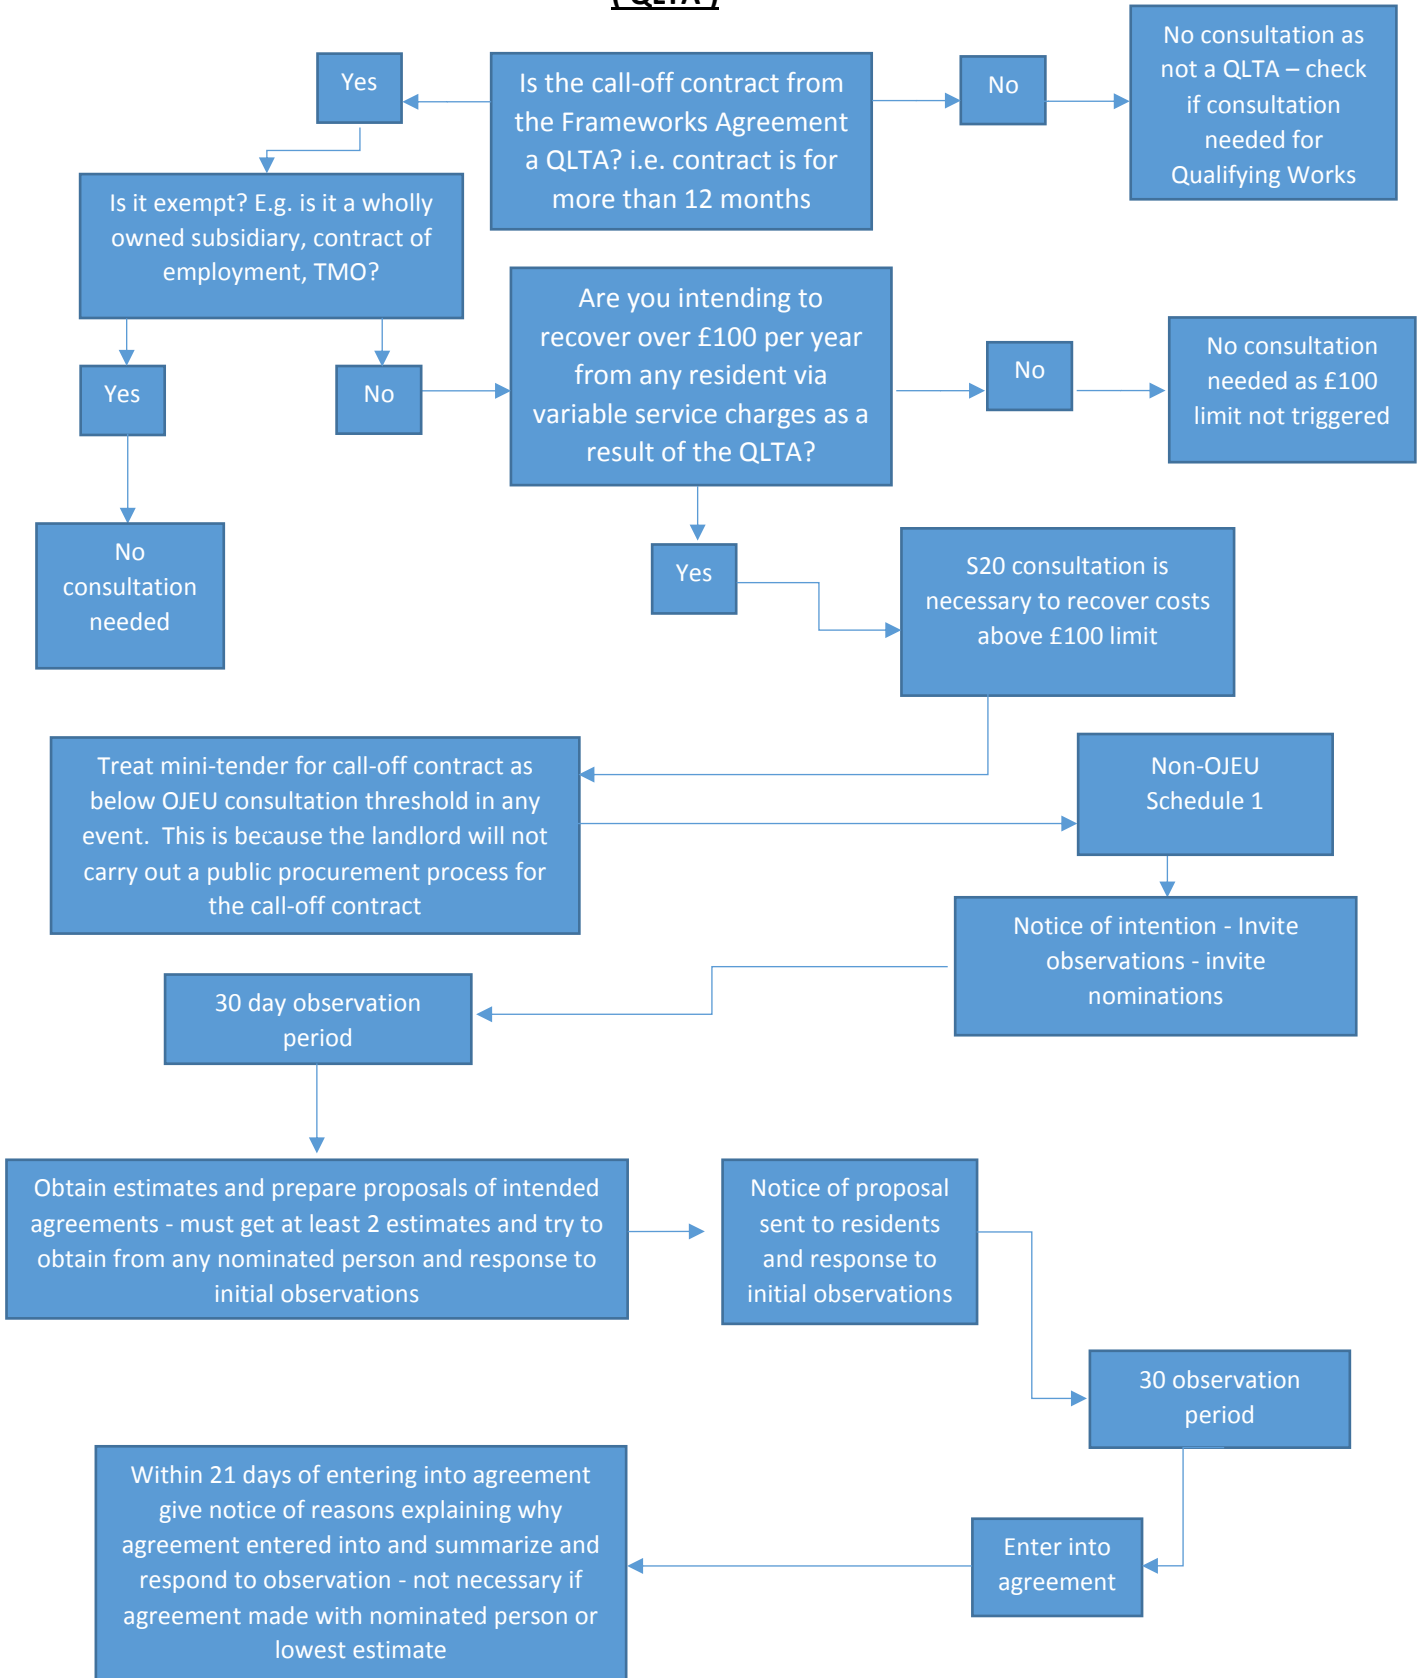 ('QLTA')
Yes
Is the call-off contract from
the Frameworks Agreement
a QLTA? i.e. contract is for
more than 12 months
No
No consultation as
not a QLTA – check
if consultation
needed for
Qualifying Works
Is it exempt? E.g. is it a wholly
owned subsidiary, contract of
employment, TMO?
Yes
No
Are you intending to
recover over £100 per year
from any resident via
variable service charges as a
result of the QLTA?
No
No consultation
needed as £100
limit not triggered
No
consultation
needed
Yes
S20 consultation is
necessary to recover costs
above £100 limit
Treat mini-tender for call-off contract as
below OJEU consultation threshold in any
event. This is because the landlord will not
carry out a public procurement process for
the call-off contract
Non-OJEU
Schedule 1
Notice of intention - Invite
observations - invite
nominations
30 day observation
period
Obtain estimates and prepare proposals of intended
agreements - must get at least 2 estimates and try to
obtain from any nominated person and response to
initial observations
Notice of proposal
sent to residents
and response to
initial observations
30 observation
period
Enter into
agreement
Within 21 days of entering into agreement
give notice of reasons explaining why
agreement entered into and summarize and
respond to observation - not necessary if
agreement made with nominated person or
lowest estimate